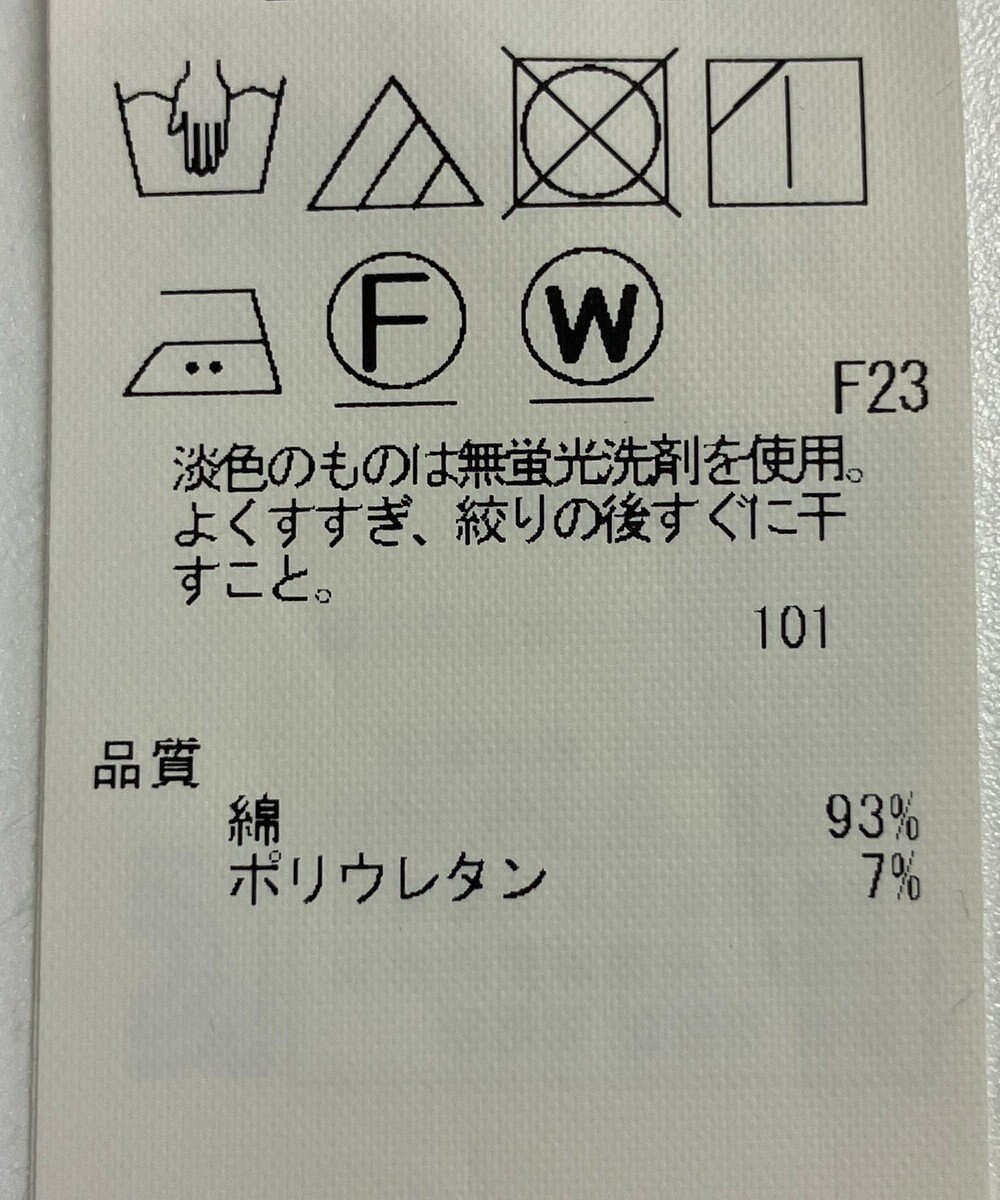 F W
F23
淡色のものは無蛍光洗剤を使用。
よくすすぎ、絞りの後すぐに干
すこと。
101
品質
綿 93%
ポリウレタン 7%